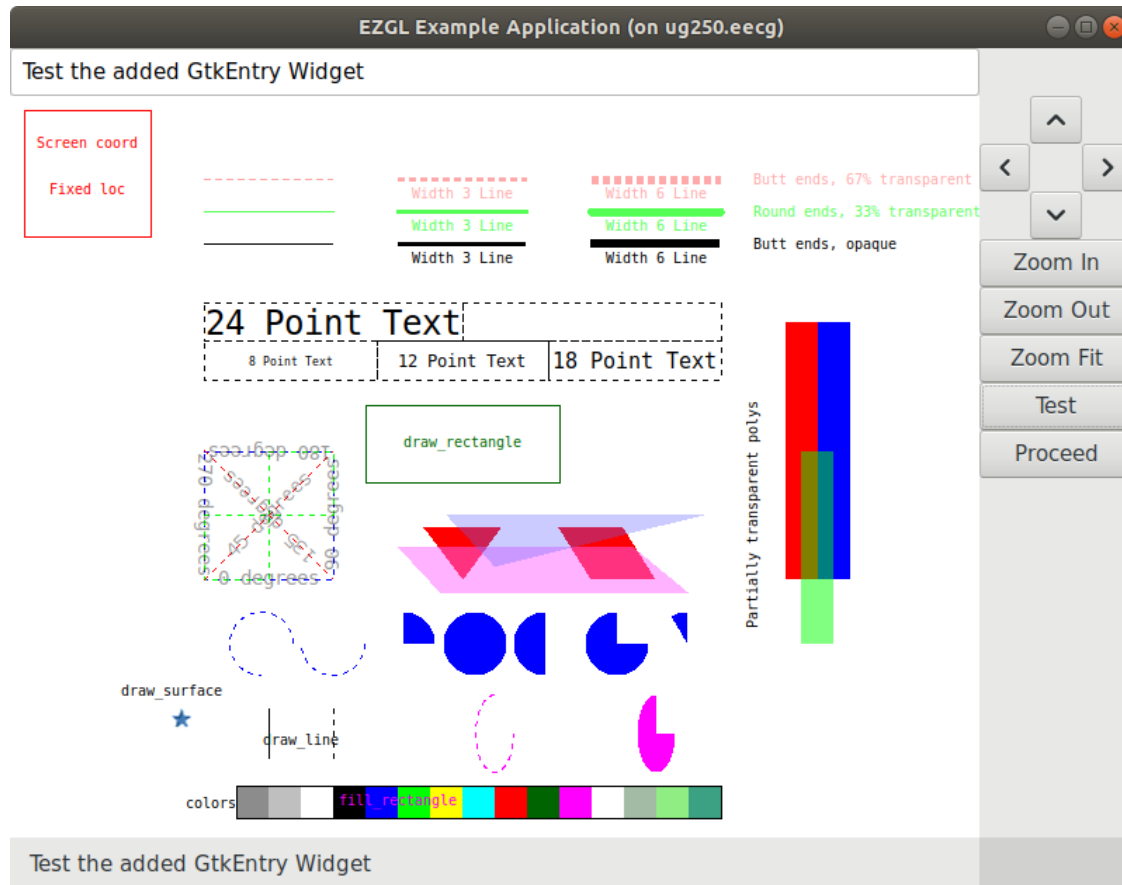 EZGL Example Application (on ug250.eecg)
Test the added GtkEntry Widget
Screen coord
Fixed loc
Width 3 Line
Width 6 Line
Butt ends, 67% transparent
Width 3 Line
Width 6 Line
Round ends, 33% transparent
Width 3 Line
Width 6 Line
Butt ends, opaque
Zoom In
Zoom Out
Zoom Fit
Test
Proceed
24 Point Text
8 Point Text
12 Point Text
18 Point Text
draw_rectangle
Partially transparent polys
180 degrees
270 degrees
90 degrees
45 degrees
135 degrees
0 degrees
draw_surface
draw_line
colors
fill_rectangle
Test the added GtkEntry Widget